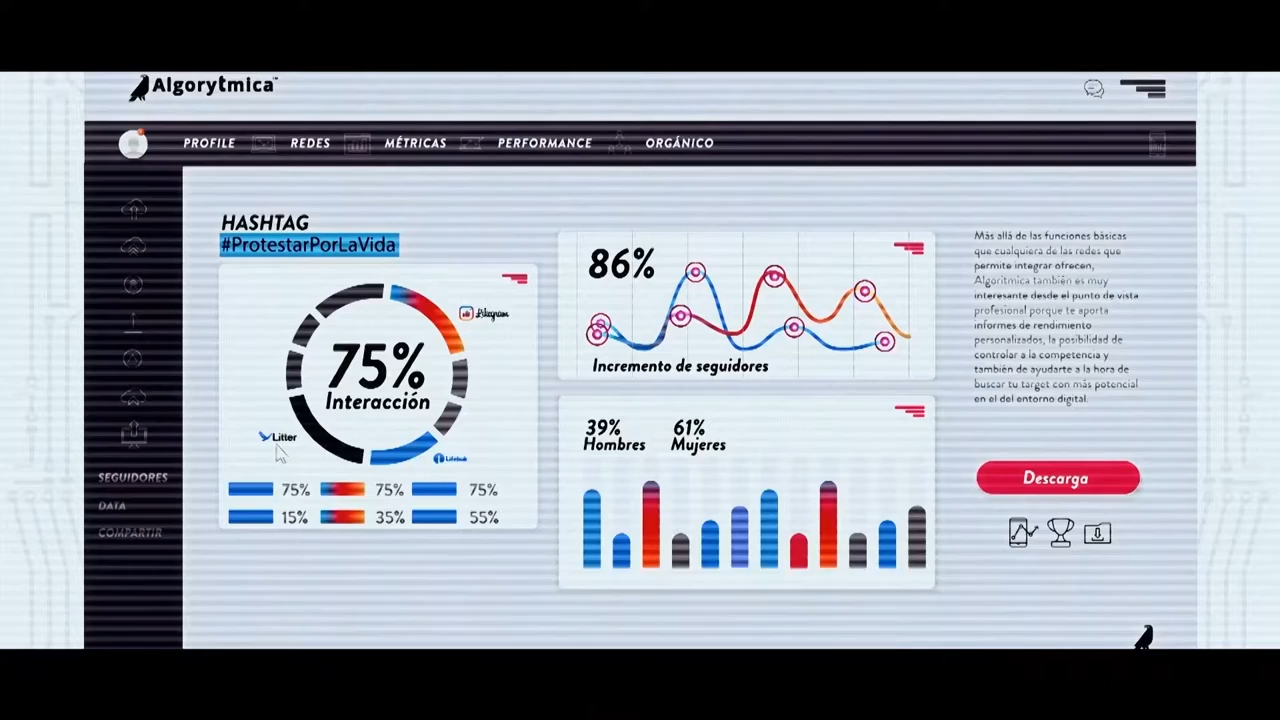 Algorytmica™
PROFILE
REDES
MÉTRICAS
PERFORMANCE
ORGÁNICO
HASHTAG
#ProtestarPorLaVida
75%
Interacción
Likegram
Litter
Lifebuk
75%
75%
75%
15%
35%
55%
SEGUIDORES
DATA
COMPARTIR
86%
Incremento de seguidores
39%
Hombres
61%
Mujeres
Más allá de las funciones básicas
que cualquiera de las redes que
permite integrar ofrecen,
Algoritmica también es muy
interesante desde el punto de vista
profesional porque te aporta
informes de rendimiento
personalizados, la posibilidad de
controlar a la competencia y
también de ayudarte a la hora de
buscar tu target con más potencial
en el del entorno digital.
Descarga